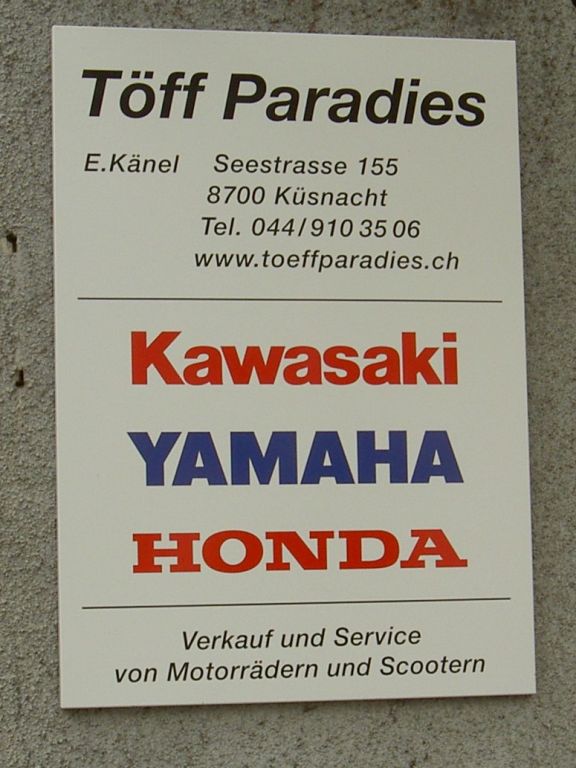 Töff Paradies
E.Känel Seestrasse 155
8700 Küsnacht
Tel. 044/910 35 06
www.toeffparadies.ch
Kawasaki
YAMAHA
HONDA
Verkauf und Service
von Motorrädern und Scootern